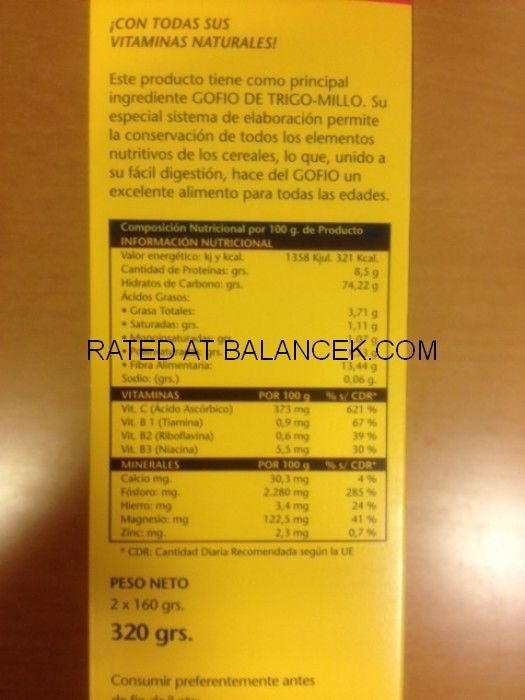 ¡CON TODAS SUS
VITAMINAS NATURALES!
Este producto tiene como principal
ingrediente GOFIO DE TRIGO-MILLO. Su
especial sistema de elaboración permite
la conservación de todos los elementos
nutritivos de los cereales, lo que, unido a
su fácil digestión, hace del GOFIO un
excelente alimento para todas las edades.
Composición Nutricional por 100 g. de Producto
INFORMACIÓN NUTRICIONAL
Valor energético: kj y kcal. 1358 Kjul. 321 Kcal.
Cantidad de Proteínas: grs. 8,5 g
Hidratos de Carbono: grs. 74,22 g
Ácidos Grasos:
• Grasa Totales: 3,71 g
• Saturadas: grs. 1,11 g
RATED AT BALANCEK.COM
• Fibra Alimentaria: 13,44 g
Sodio: (grs.) 0,06 g.
VITAMINAS POR 100 g % s/ CDR*
Vit. C (Ácido Ascórbico) 373 mg 621 %
Vit. B 1 (Tiamina) 0,9 mg 67 %
Vit. B2 (Riboflavina) 0,6 mg 39 %
Vit. B3 (Niacina) 5,5 mg 30 %
MINERALES POR 100 g % s/ CDR*
Calcio mg. 30,3 mg 4 %
Fósforo: mg. 2.280 mg 285 %
Hierro: mg 3,4 mg 24 %
Magnesio: mg 122,5 mg 41 %
Zinc: mg. 2,3 mg 0,7 %
* CDR: Cantidad Diaria Recomendada según la UE
PESO NETO
2 x 160 grs.
320 grs.
Consumir preferentemente antes